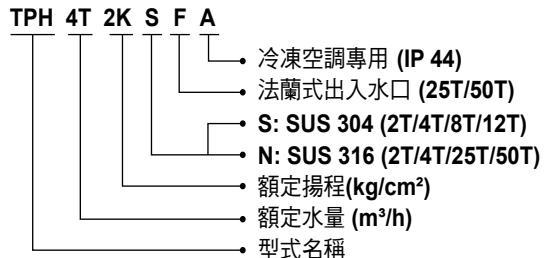 TPH 4T 2K S F A
冷凍空調專用 (IP 44)
法蘭式出入水口 (25T/50T)
S: SUS 304 (2T/4T/8T/12T)
N: SUS 316 (2T/4T/25T/50T)
額定揚程(kg/cm²)
額定水量 (m³/h)
型式名稱